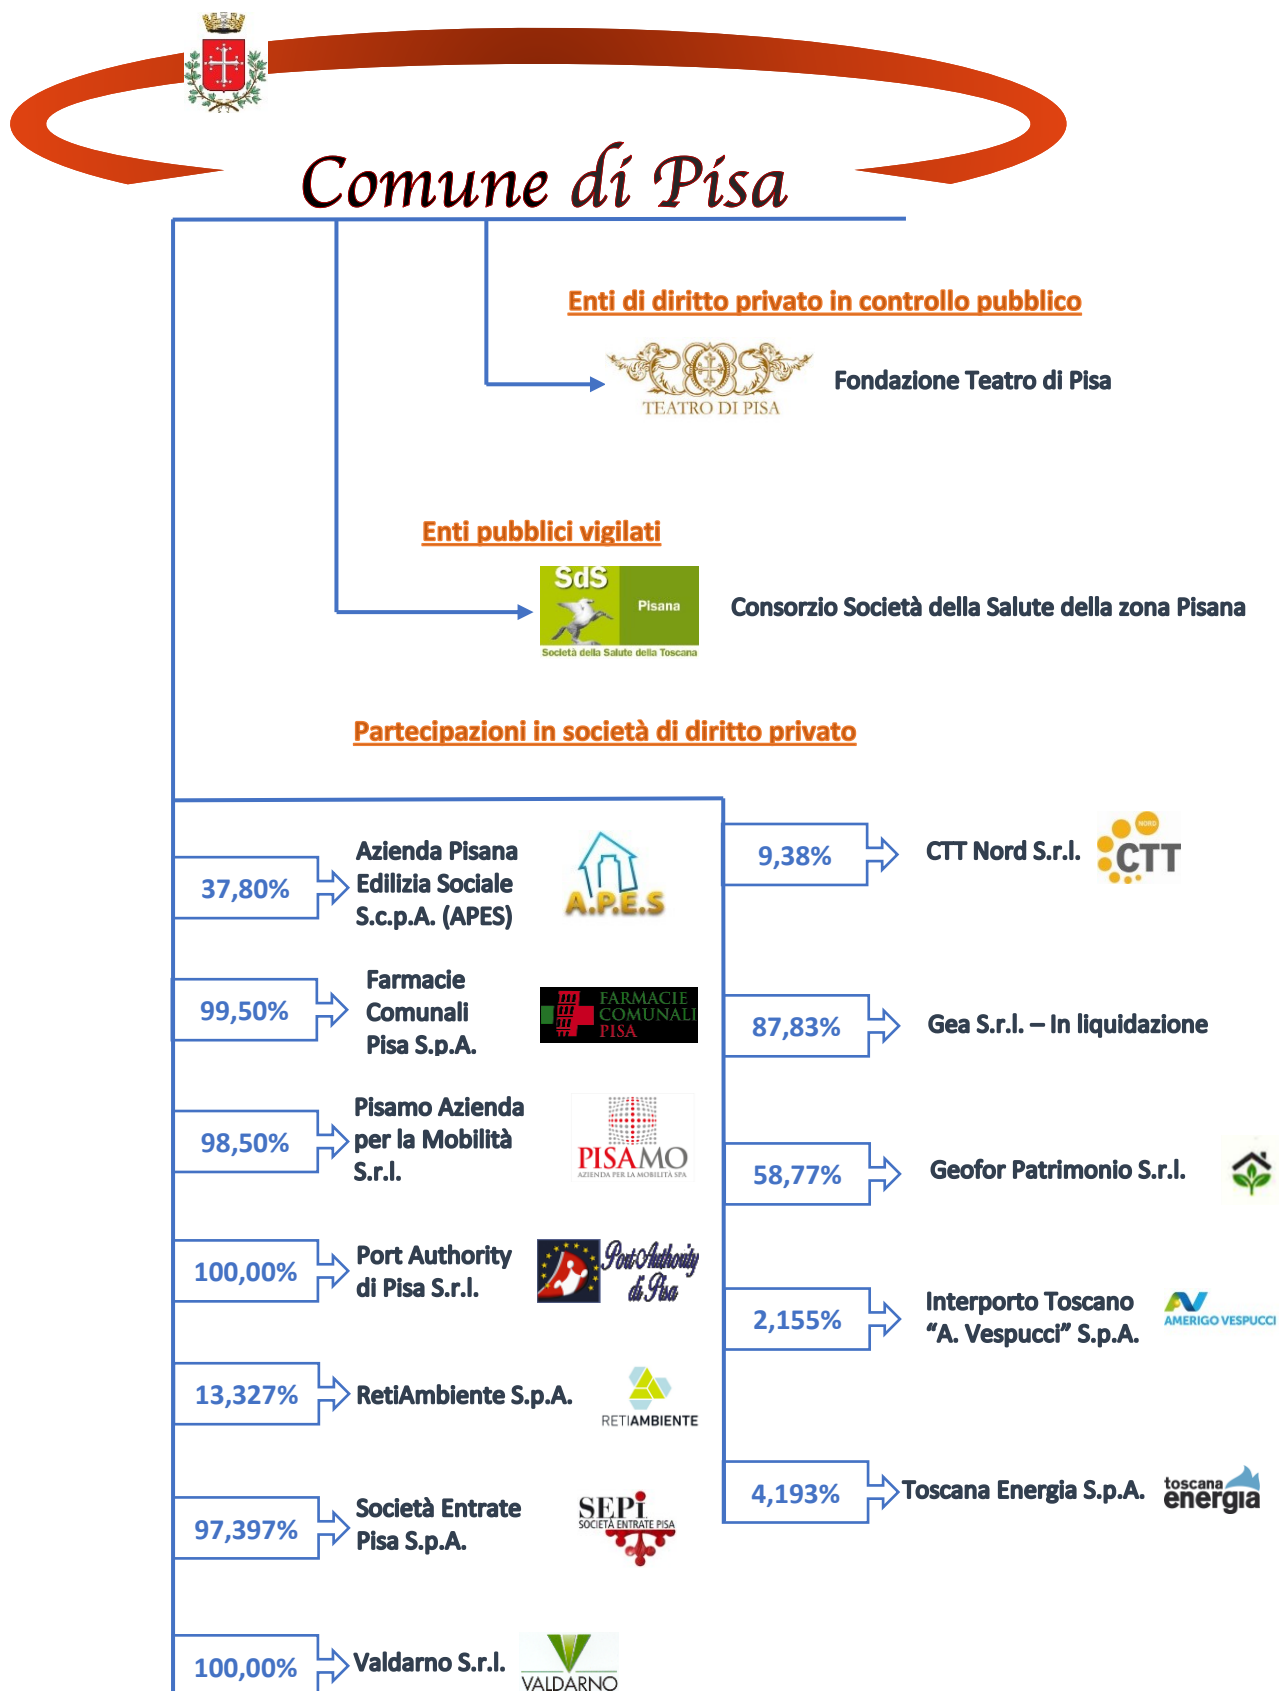 Comune di Pisa
Enti di diritto privato in controllo pubblico
TEATRO DI PISA
Fondazione Teatro di Pisa
Enti pubblici vigilati
SdS
Pisana
Società della Salute della Toscana
Consorzio Società della Salute della zona Pisana
Partecipazioni in società di diritto privato
37,80%
Azienda Pisana
Edilizia Sociale
S.c.p.A. (APES)
A.P.E.S
99,50%
Farmacie
Comunali
Pisa S.p.A.
FARMACIE
COMUNALI
PISA
98,50%
Pisamo Azienda
per la Mobilità
S.r.l.
PISAMO
AZIENDA PER LA MOBILITÀ SPA
100,00%
Port Authority
di Pisa S.r.l.
Port Authority
di Pisa
13,327%
RetiAmbiente S.p.A.
RETIAMBIENTE
97,397%
Società Entrate
Pisa S.p.A.
SEPi
SOCIETÀ ENTRATE PISA
100,00%
Valdarno S.r.l.
VALDARNO
9,38%
CTT Nord S.r.l.
NORD
CTT
87,83%
Gea S.r.l. – In liquidazione
58,77%
Geofor Patrimonio S.r.l.
2,155%
Interporto Toscano
“A. Vespucci” S.p.A.
AMERIGO VESPUCCI
4,193%
Toscana Energia S.p.A.
toscana
energia